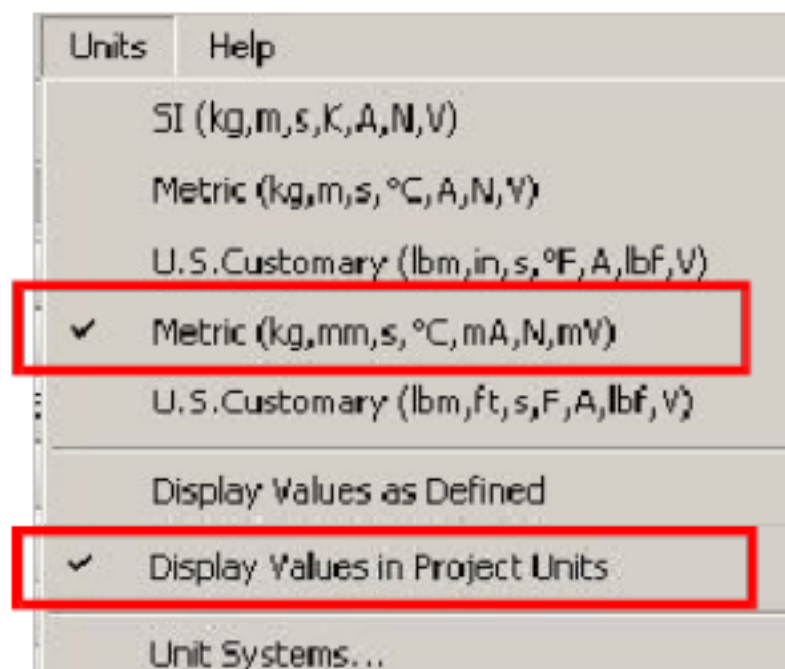 Units Help
SI (kg,m,s,K,A,N,V)
Metric (kg,m,s,°C,A,N,V)
U.S.Customary (lbm,in,s,°F,A,lbf,V)
Metric (kg,mm,s,°C,mA,N,mV)
U.S.Customary (lbm,ft,s,F,A,lbf,V)
Display Values as Defined
Display Values in Project Units
Unit Systems...